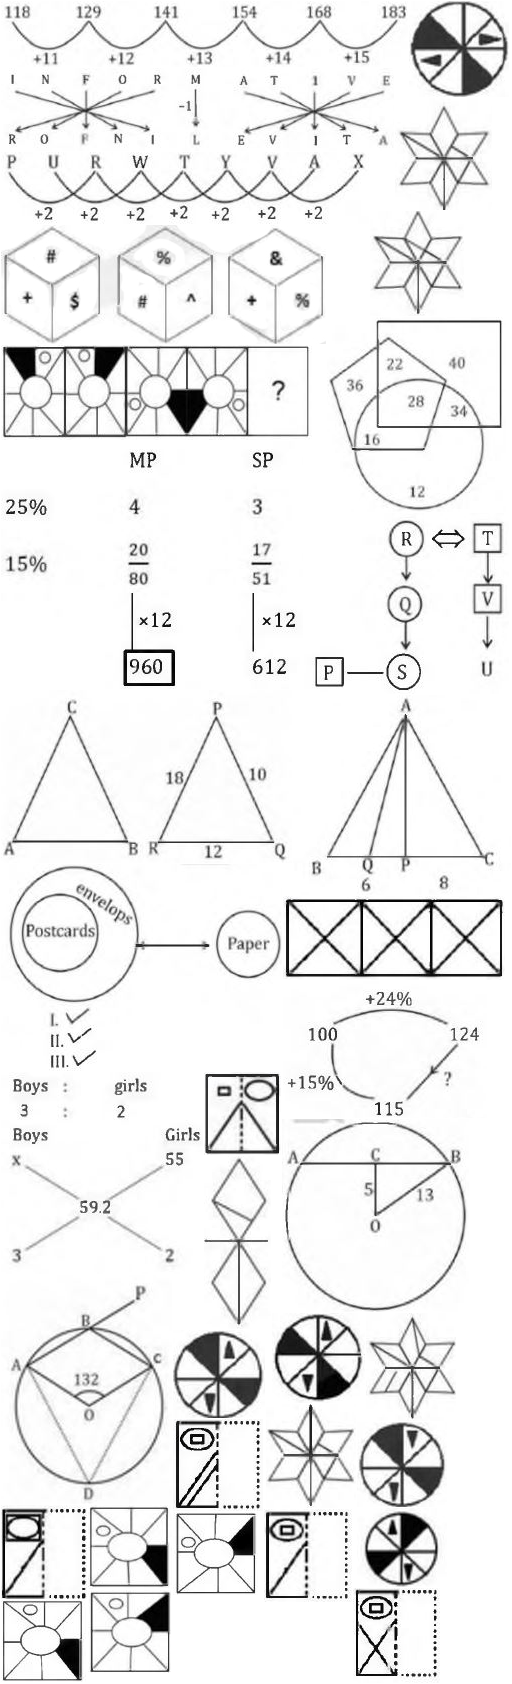 118 129 141 154 168 183
+11 +12 +13 +14 +15
I N F O R M A T 1 V E
-1
R O F N I L E V I T A
P U R W T Y V A X
+2 +2 +2 +2 +2 +2 +2
# % &
+ $ # ^ + %
?
22 40
36
28
34
16
12
MP SP
25% 4 3
15% 20/80 17/51
×12 ×12
960 612
R ⇔ T
Q V
P S U
C P A
18 10
A B R 12 Q
B Q P C
6 8
envelops
Postcards
Paper
I. ✓
II. ✓
III. ✓
+24%
100 124
+15% ?
115
Boys : girls
3 : 2
Boys Girls
x 55
59.2
3 2
A C B
5 13
O
P
B
A C
132
O
D